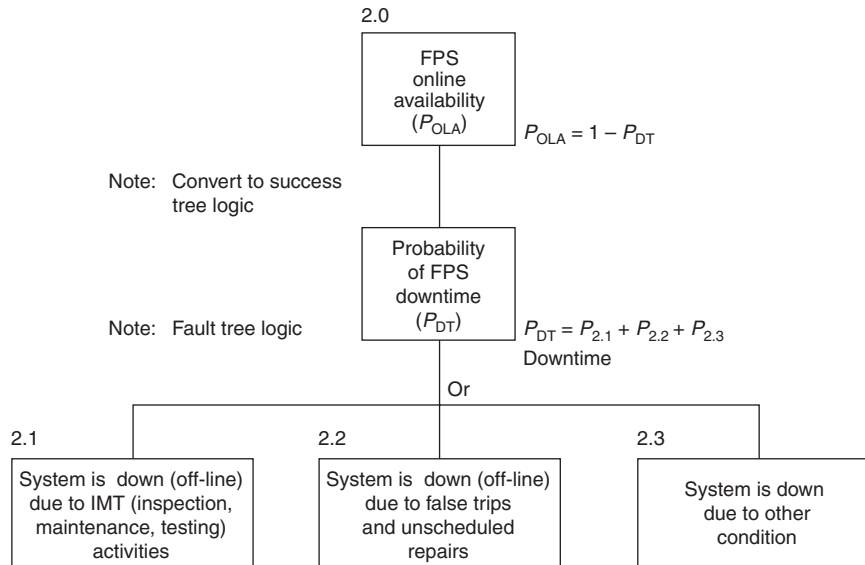 2.0
FPS
online
availability
(P_OLA)
P_OLA = 1 – P_DT
Note: Convert to success
tree logic
Probability
of FPS
downtime
(P_DT)
Note: Fault tree logic
P_DT = P_2.1 + P_2.2 + P_2.3
Downtime
Or
2.1
System is down (off-line)
due to IMT (inspection,
maintenance, testing)
activities
2.2
System is down (off-line)
due to false trips
and unscheduled
repairs
2.3
System is down
due to other
condition